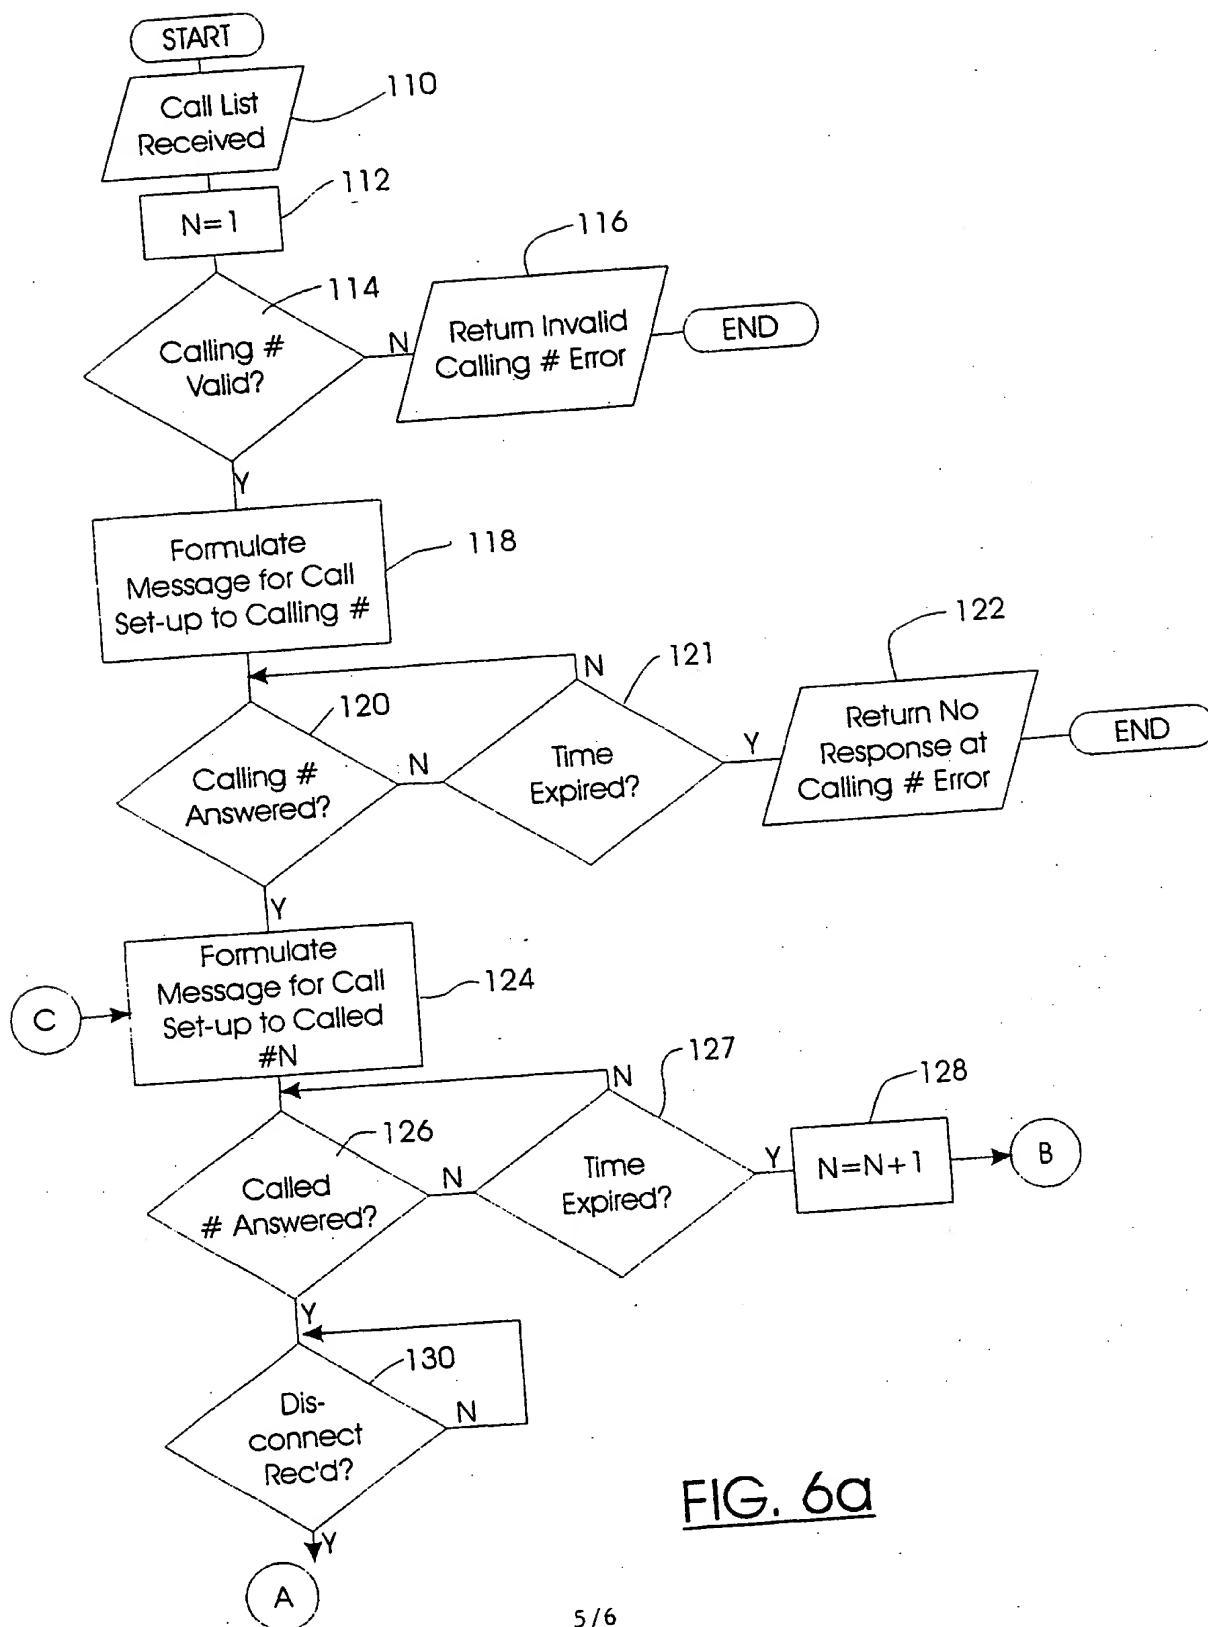 START
Call List
Received
110
N=1
112
114
Calling #
Valid?
N
116
Return Invalid
Calling # Error
END
Y
Formulate
Message for Call
Set-up to Calling #
118
N
121
122
120
Calling #
Answered?
N
Time
Expired?
Y
Return No
Response at
Calling # Error
END
Y
Formulate
Message for Call
Set-up to Called
#N
124
C
N
127
128
126
Called
# Answered?
N
Time
Expired?
Y
N=N+1
B
Y
130
Dis-
connect
Rec'd?
N
Y
A
FIG. 6a
5/6